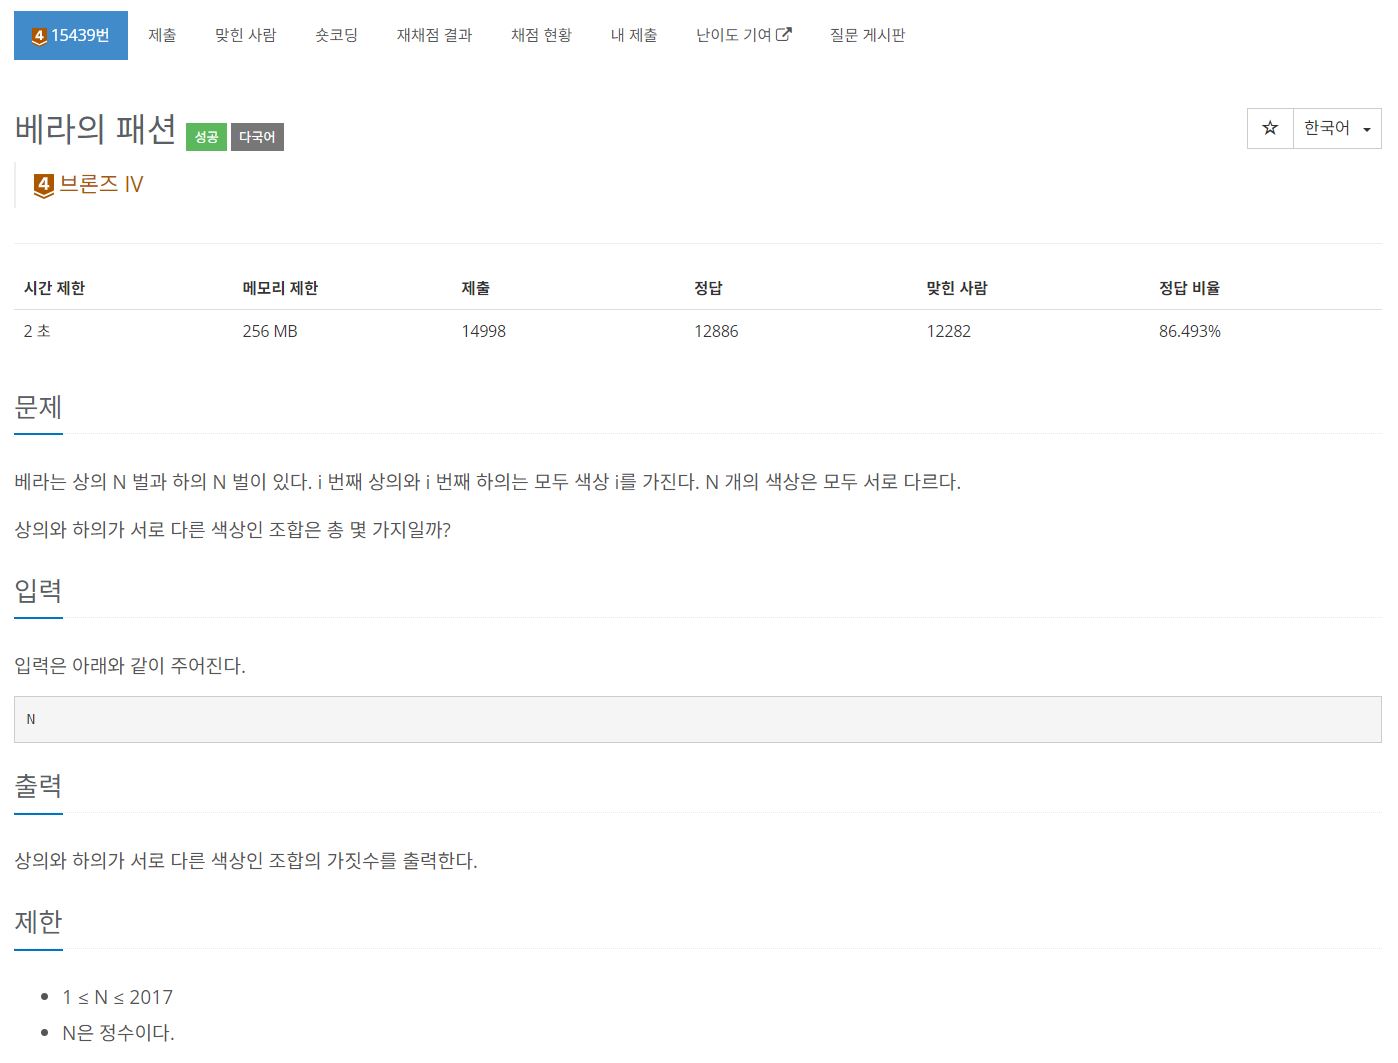 4 15439번 제출 맞힌 사람 숏코딩 재채점 결과 채점 현황 내 제출 난이도 기여 질문 게시판
베라의 패션 성공 다국어 한국어
4 브론즈 IV
시간 제한 메모리 제한 제출 정답 맞힌 사람 정답 비율
2 초 256 MB 14998 12886 12282 86.493%
문제
베라는 상의 N 벌과 하의 N 벌이 있다. i 번째 상의와 i 번째 하의는 모두 색상 i를 가진다. N 개의 색상은 모두 서로 다르다.
상의와 하의가 서로 다른 색상인 조합은 총 몇 가지일까?
입력
입력은 아래와 같이 주어진다.
N
출력
상의와 하의가 서로 다른 색상인 조합의 가짓수를 출력한다.
제한
1 ≤ N ≤ 2017
N은 정수이다.